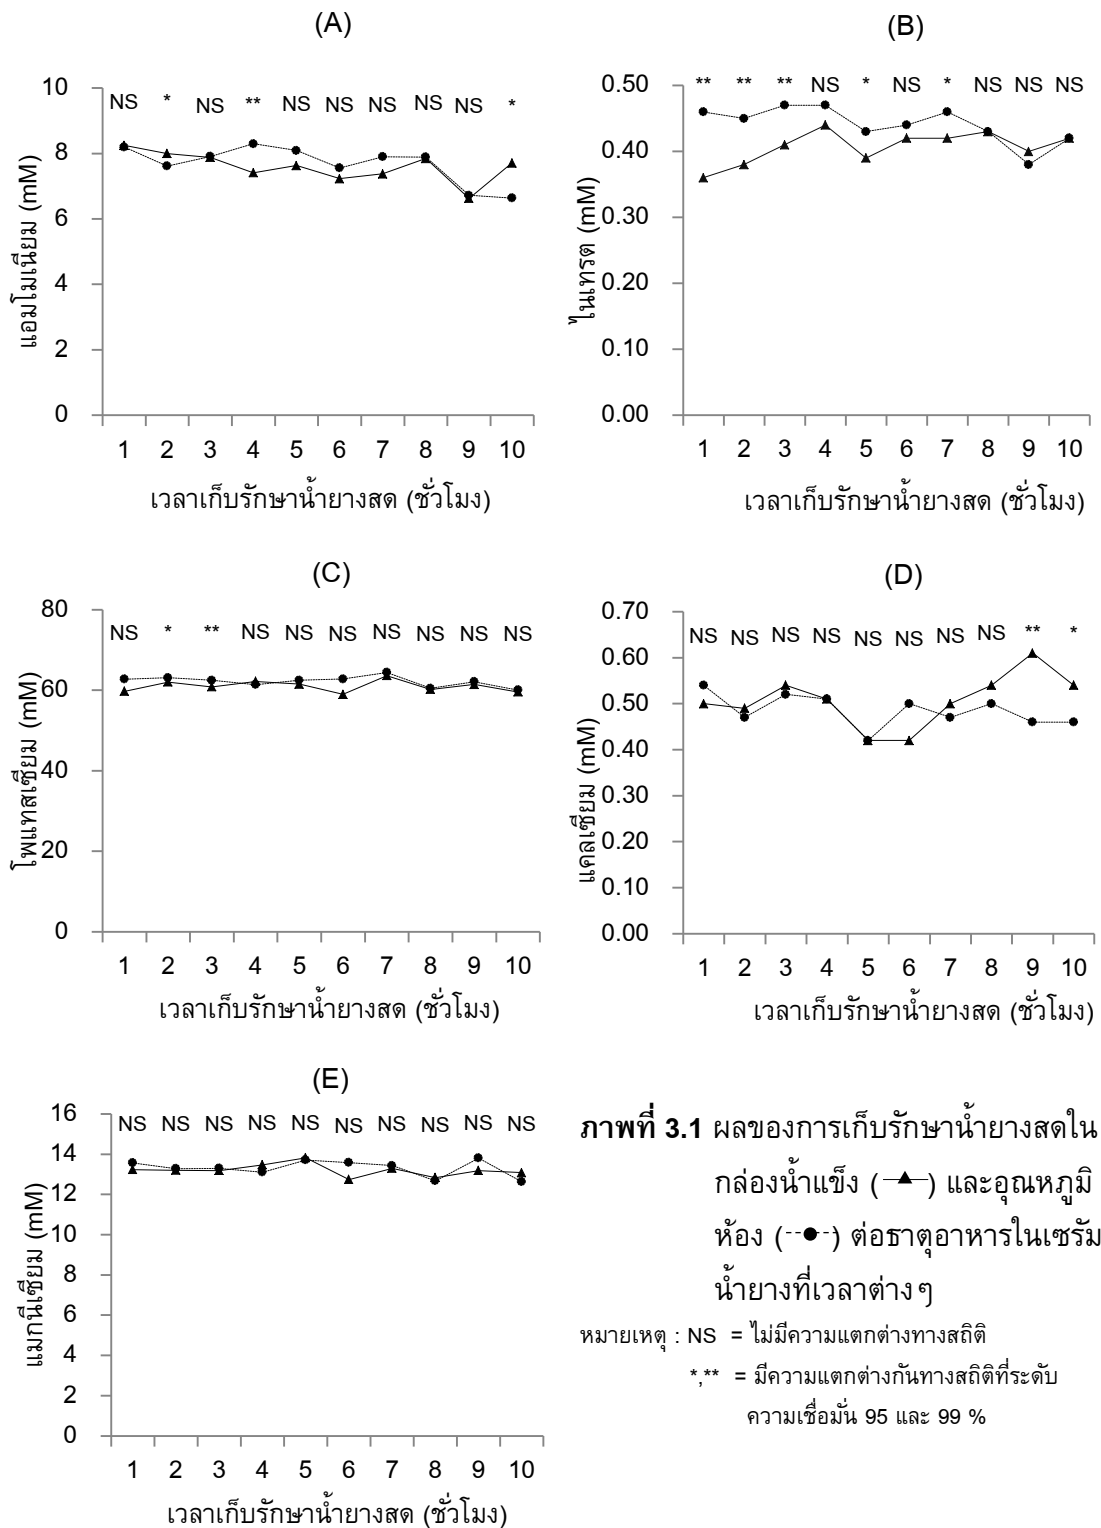 (A)
10
8
6
4
2
0
NS * NS ** NS NS NS NS NS *
แอมโมเนียม (mM)
1 2 3 4 5 6 7 8 9 10
เวลาเก็บรักษาน้ำยางสด (ชั่วโมง)
(B)
0.50
0.40
0.30
0.20
0.10
0.00
** ** ** NS * NS * NS NS NS
ไนเทรต (mM)
1 2 3 4 5 6 7 8 9 10
เวลาเก็บรักษาน้ำยางสด (ชั่วโมง)
(C)
80
60
40
20
0
NS * ** NS NS NS NS NS NS NS
โพแทสเซียม (mM)
1 2 3 4 5 6 7 8 9 10
เวลาเก็บรักษาน้ำยางสด (ชั่วโมง)
(D)
0.70
0.60
0.50
0.40
0.30
0.20
0.10
0.00
NS NS NS NS NS NS NS NS ** *
แคลเซียม (mM)
1 2 3 4 5 6 7 8 9 10
เวลาเก็บรักษาน้ำยางสด (ชั่วโมง)
(E)
16
14
12
10
8
6
4
2
0
NS NS NS NS NS NS NS NS NS NS
แมกนีเซียม (mM)
1 2 3 4 5 6 7 8 9 10
เวลาเก็บรักษาน้ำยางสด (ชั่วโมง)
ภาพที่ 3.1 ผลของการเก็บรักษาน้ำยางสดใน
กล่องน้ำแข็ง ( ) และอุณหภูมิ
ห้อง ( ) ต่อธาตุอาหารในเซรัม
น้ำยางที่เวลาต่างๆ
หมายเหตุ : NS = ไม่มีความแตกต่างทางสถิติ
*,** = มีความแตกต่างกันทางสถิติที่ระดับ
ความเชื่อมั่น 95 และ 99 %